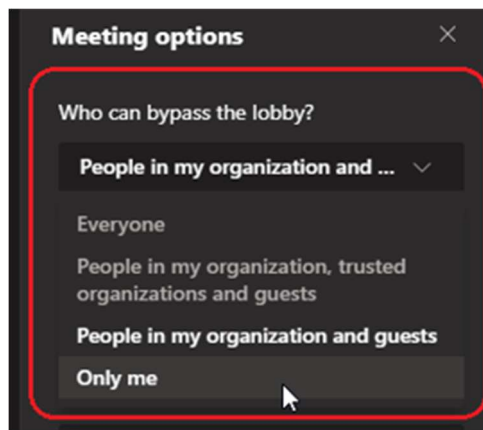 Meeting options
Who can bypass the lobby?
People in my organization and ...
Everyone
People in my organization, trusted
organizations and guests
People in my organization and guests
Only me